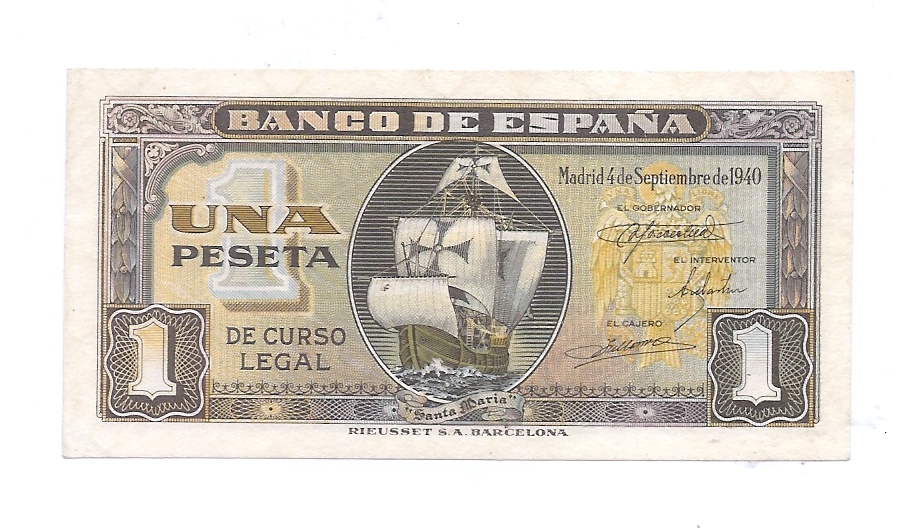 BANCO DE ESPAÑA
Madrid 4 de Septiembre de 1940
1
UNA
PESETA
EL GOBERNADOR
EL INTERVENTOR
EL CAJERO
DE CURSO
LEGAL
1
1
"Santa Maria"
RIEUSSET S.A. BARCELONA